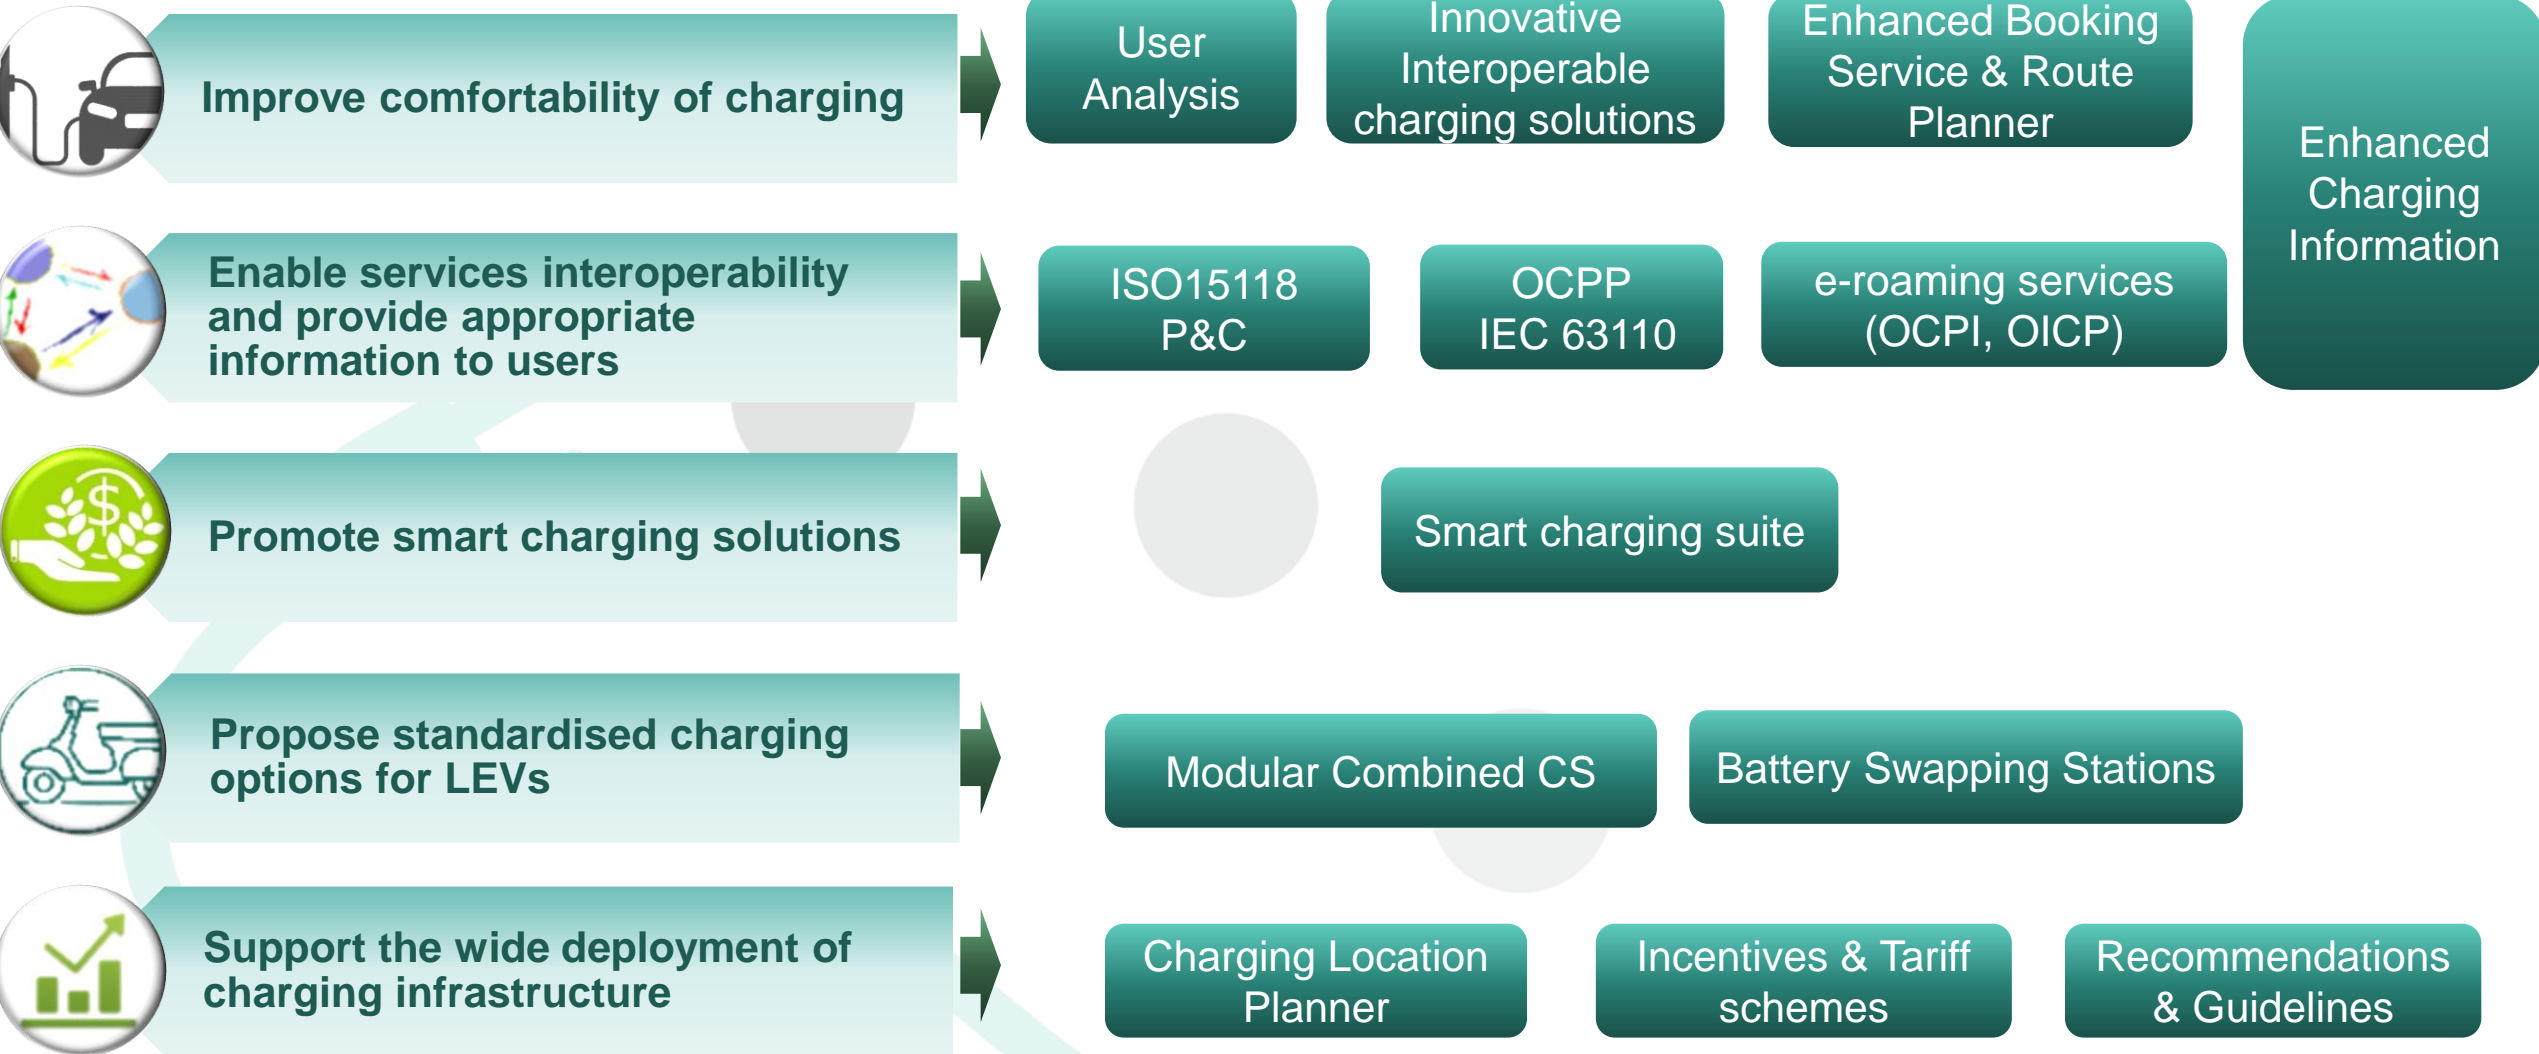 Improve comfortability of charging
User
Analysis
Innovative
Interoperable
charging solutions
Enhanced Booking
Service & Route
Planner
Enhanced
Charging
Information
Enable services interoperability
and provide appropriate
information to users
ISO15118
P&C
OCPP
IEC 63110
e-roaming services
(OCPI, OICP)
Promote smart charging solutions
Smart charging suite
Propose standardised charging
options for LEVs
Modular Combined CS
Battery Swapping Stations
Support the wide deployment of
charging infrastructure
Charging Location
Planner
Incentives & Tariff
schemes
Recommendations
& Guidelines
$